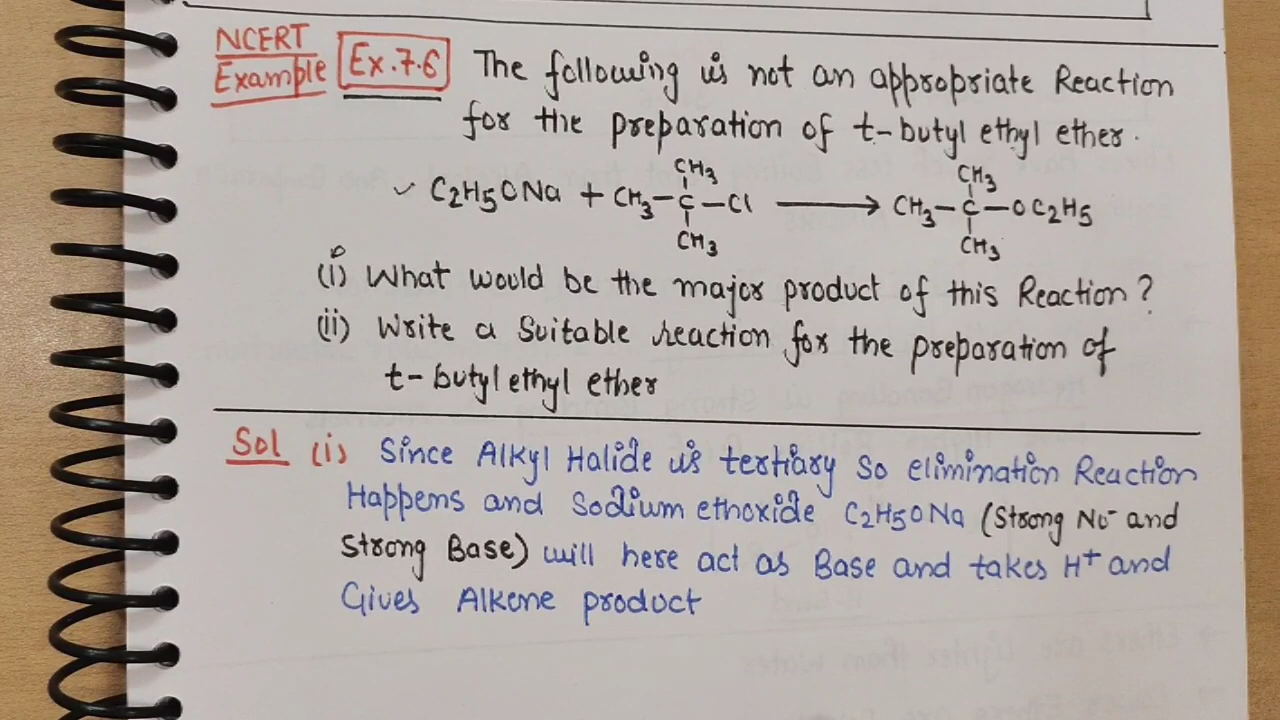 NCERT
Example Ex.7.6 The following is not an appropriate Reaction
for the preparation of t-butyl ethyl ether.
CH3 CH3
C2H5ONa + CH3-C-Cl ⟶ CH3-C-OC2H5
CH3 CH3
(i) What would be the major product of this Reaction?
(ii) Write a Suitable reaction for the preparation of
t-butyl ethyl ether
Sol (i) Since Alkyl Halide is tertiary So elimination Reaction
Happens and Sodium ethoxide C2H5ONa (Strong Nu- and
Strong Base) will here act as Base and takes H+ and
Gives Alkene product